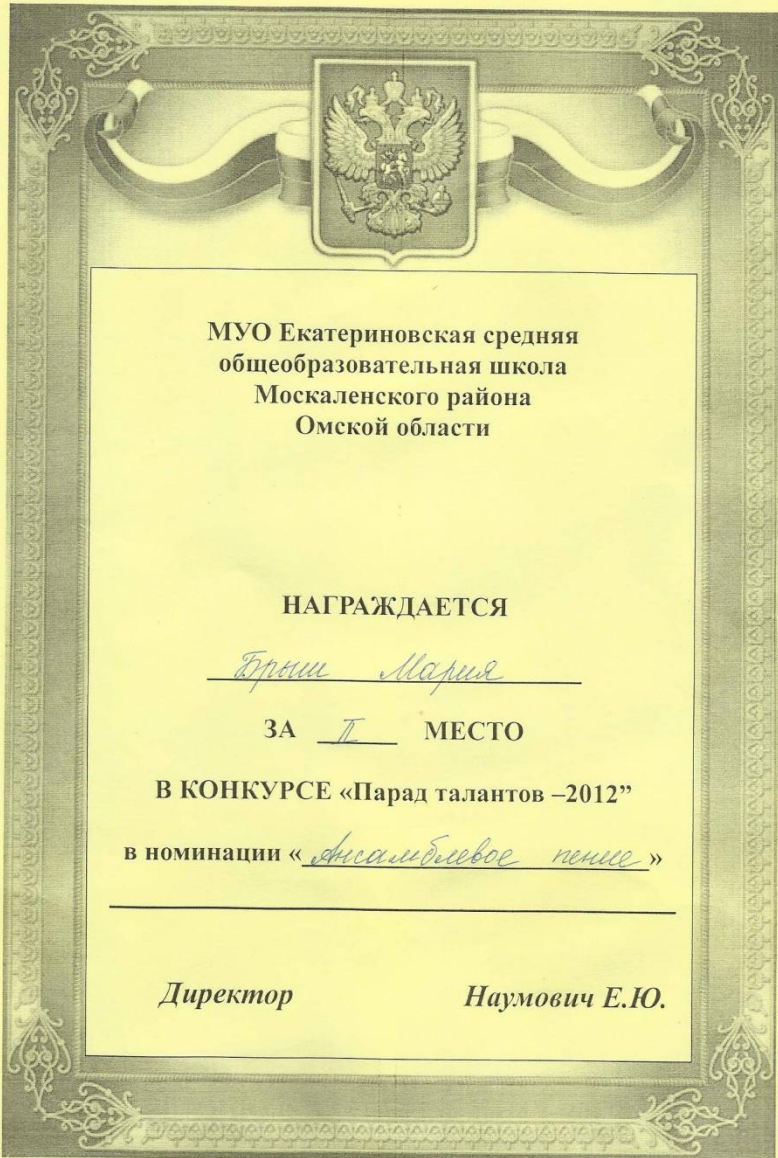 МУО Екатериновская средняя
общеобразовательная школа
Москаленского района
Омской области
НАГРАЖДАЕТСЯ
Брыш Мария
ЗА II МЕСТО
В КОНКУРСЕ «Парад талантов –2012”
в номинации «Ансамблевое пение»
Директор Наумович Е.Ю.